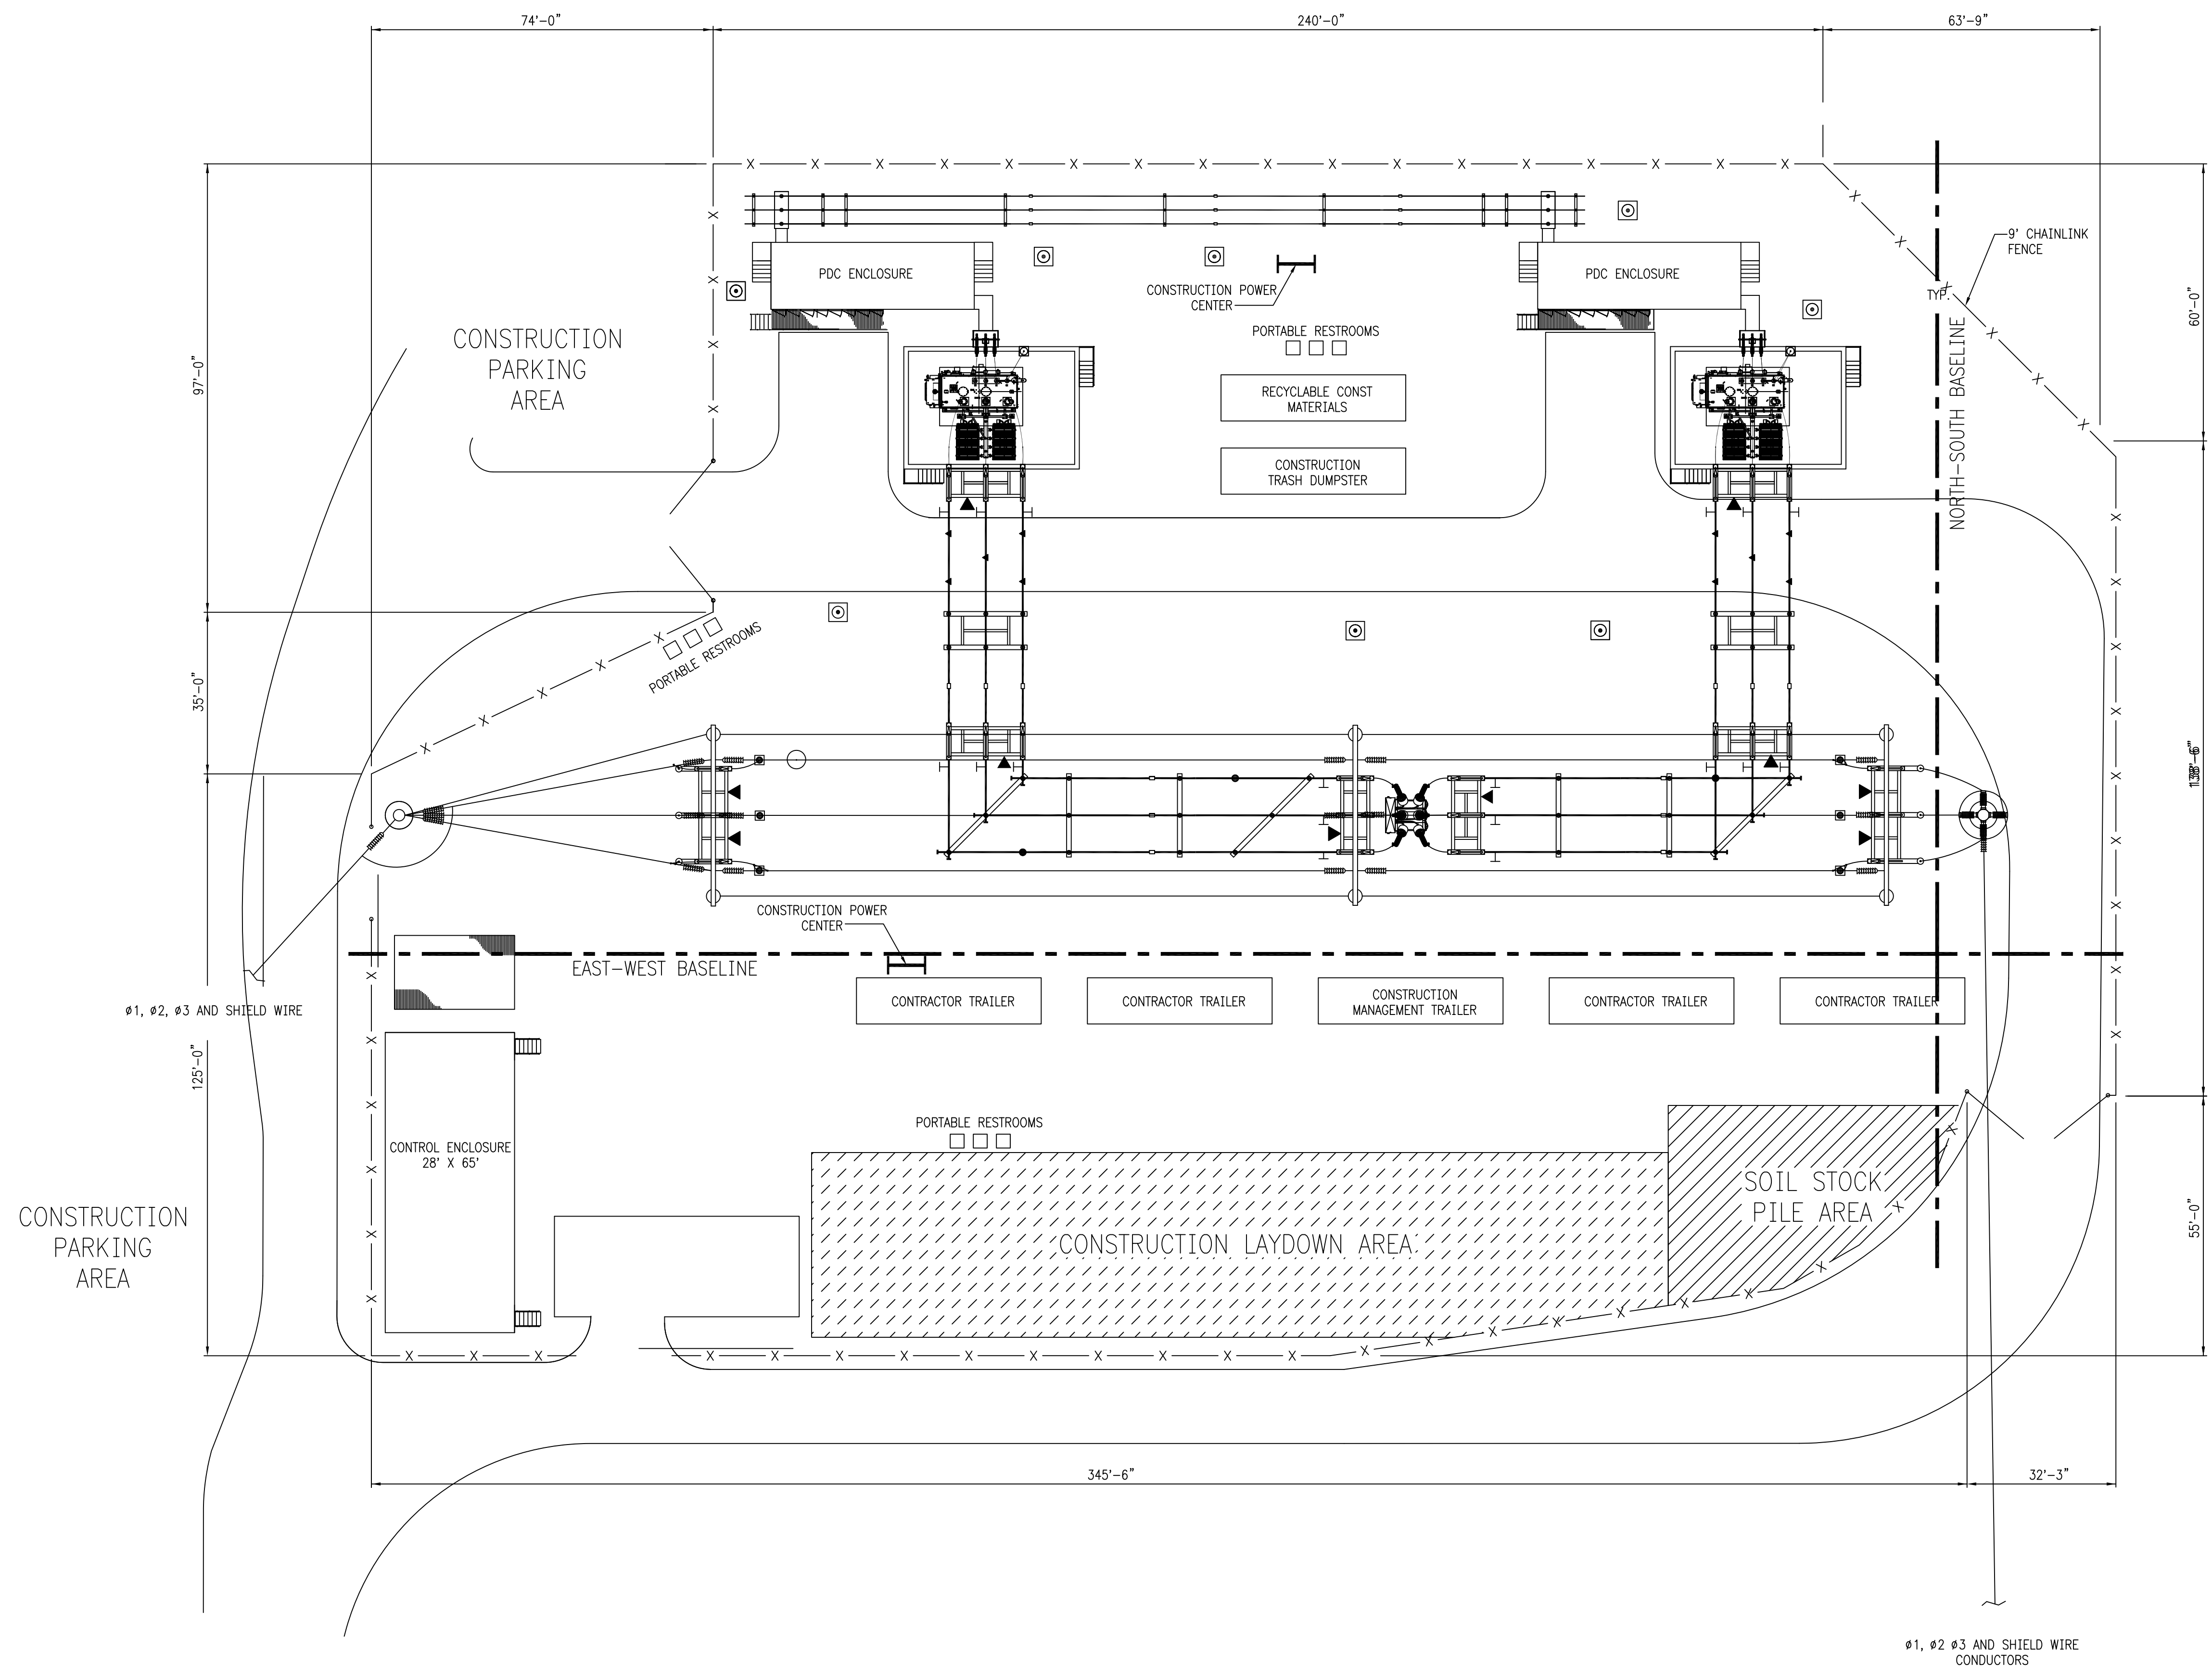 74'-0"
240'-0"
63'-9"
9' CHAINLINK
FENCE
TYP.
PDC ENCLOSURE
PDC ENCLOSURE
CONSTRUCTION POWER
CENTER
60'-0"
NORTH-SOUTH BASELINE
CONSTRUCTION
PARKING
AREA
PORTABLE RESTROOMS
97'-0"
RECYCLABLE CONST
MATERIALS
CONSTRUCTION
TRASH DUMPSTER
PORTABLE RESTROOMS
35'-0"
CONSTRUCTION POWER
CENTER
EAST-WEST BASELINE
CONTRACTOR TRAILER
CONTRACTOR TRAILER
CONSTRUCTION
MANAGEMENT TRAILER
CONTRACTOR TRAILER
CONTRACTOR TRAILER
ø1, ø2, ø3 AND SHIELD WIRE
125'-0"
PORTABLE RESTROOMS
CONTROL ENCLOSURE
28' X 65'
SOIL STOCK
PILE AREA
55'-0"
CONSTRUCTION
PARKING
AREA
CONSTRUCTION LAYDOWN AREA
345'-6"
32'-3"
ø1, ø2 ø3 AND SHIELD WIRE
CONDUCTORS